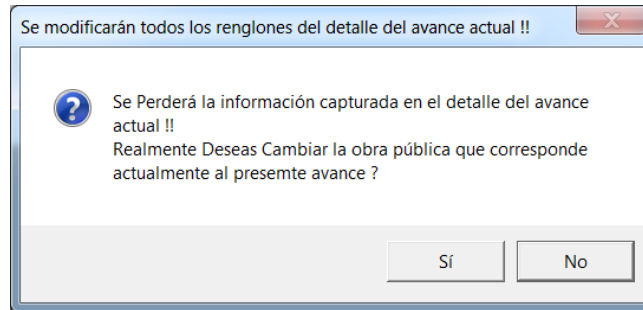 Se modificarán todos los renglones del detalle del avance actual !!
Se Perderá la información capturada en el detalle del avance
actual !!
Realmente Deseas Cambiar la obra pública que corresponde
actualmente al presemte avance ?
Sí
No